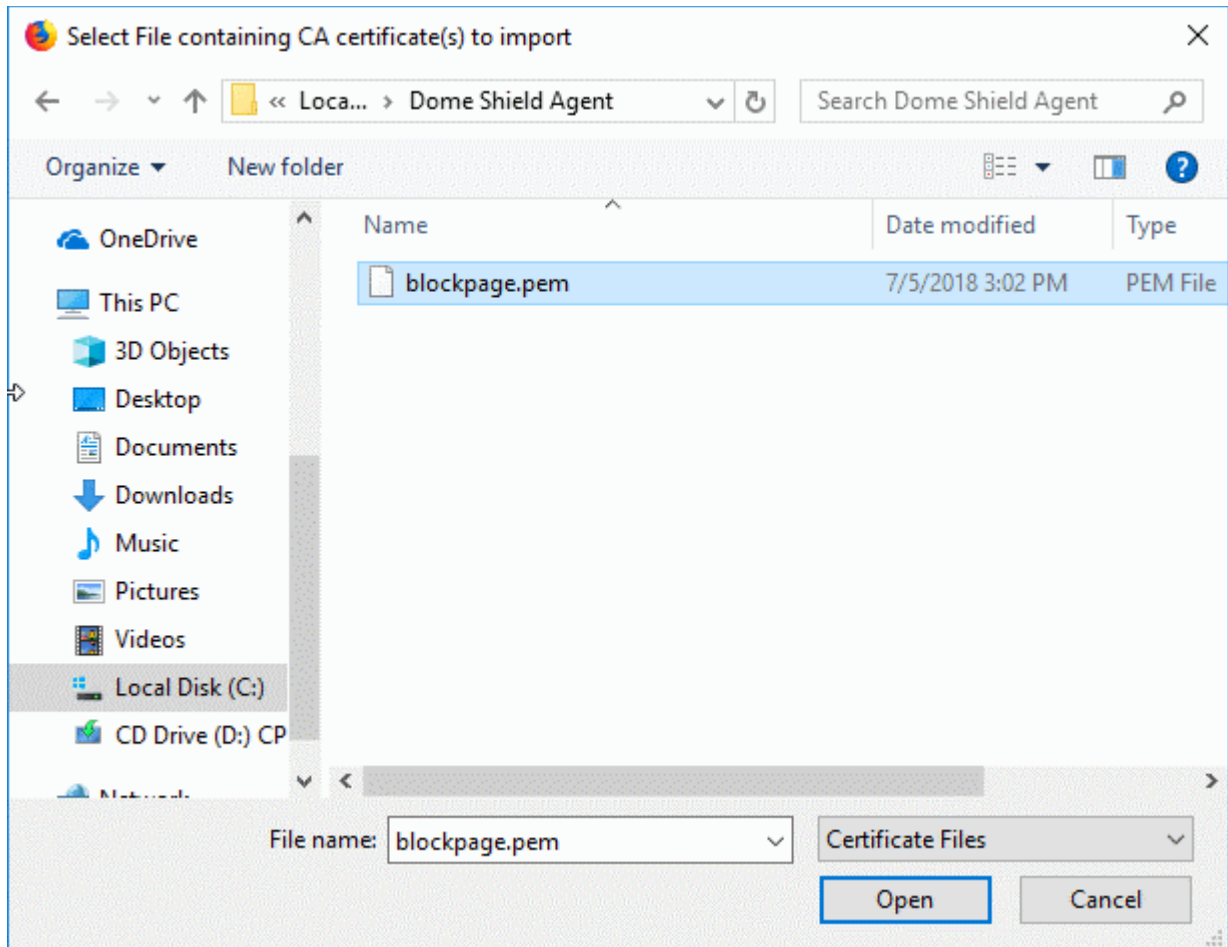 Select File containing CA certificate(s) to import
« Loca... > Dome Shield Agent
Search Dome Shield Agent
Organize
New folder
Name
Date modified
Type
blockpage.pem
7/5/2018 3:02 PM
PEM File
OneDrive
This PC
3D Objects
Desktop
Documents
Downloads
Music
Pictures
Videos
Local Disk (C:)
CD Drive (D:) CP
Network
File name:
blockpage.pem
Certificate Files
Open
Cancel